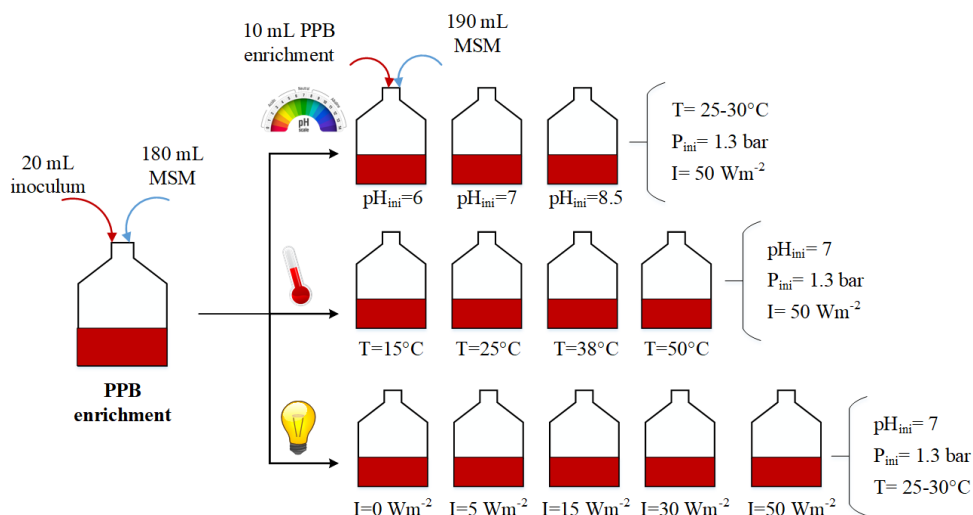 10 mL PPB
enrichment
190 mL
MSM
pH
T= 25-30°C
P_ini= 1.3 bar
I= 50 Wm⁻²
20 mL
inoculum
180 mL
MSM
pH_ini=6
pH_ini=7
pH_ini=8.5
pH_ini= 7
P_ini= 1.3 bar
I= 50 Wm⁻²
T=15°C
T=25°C
T=38°C
T=50°C
PPB
enrichment
pH_ini= 7
P_ini= 1.3 bar
T= 25-30°C
I=0 Wm⁻²
I=5 Wm⁻²
I=15 Wm⁻²
I=30 Wm⁻²
I=50 Wm⁻²